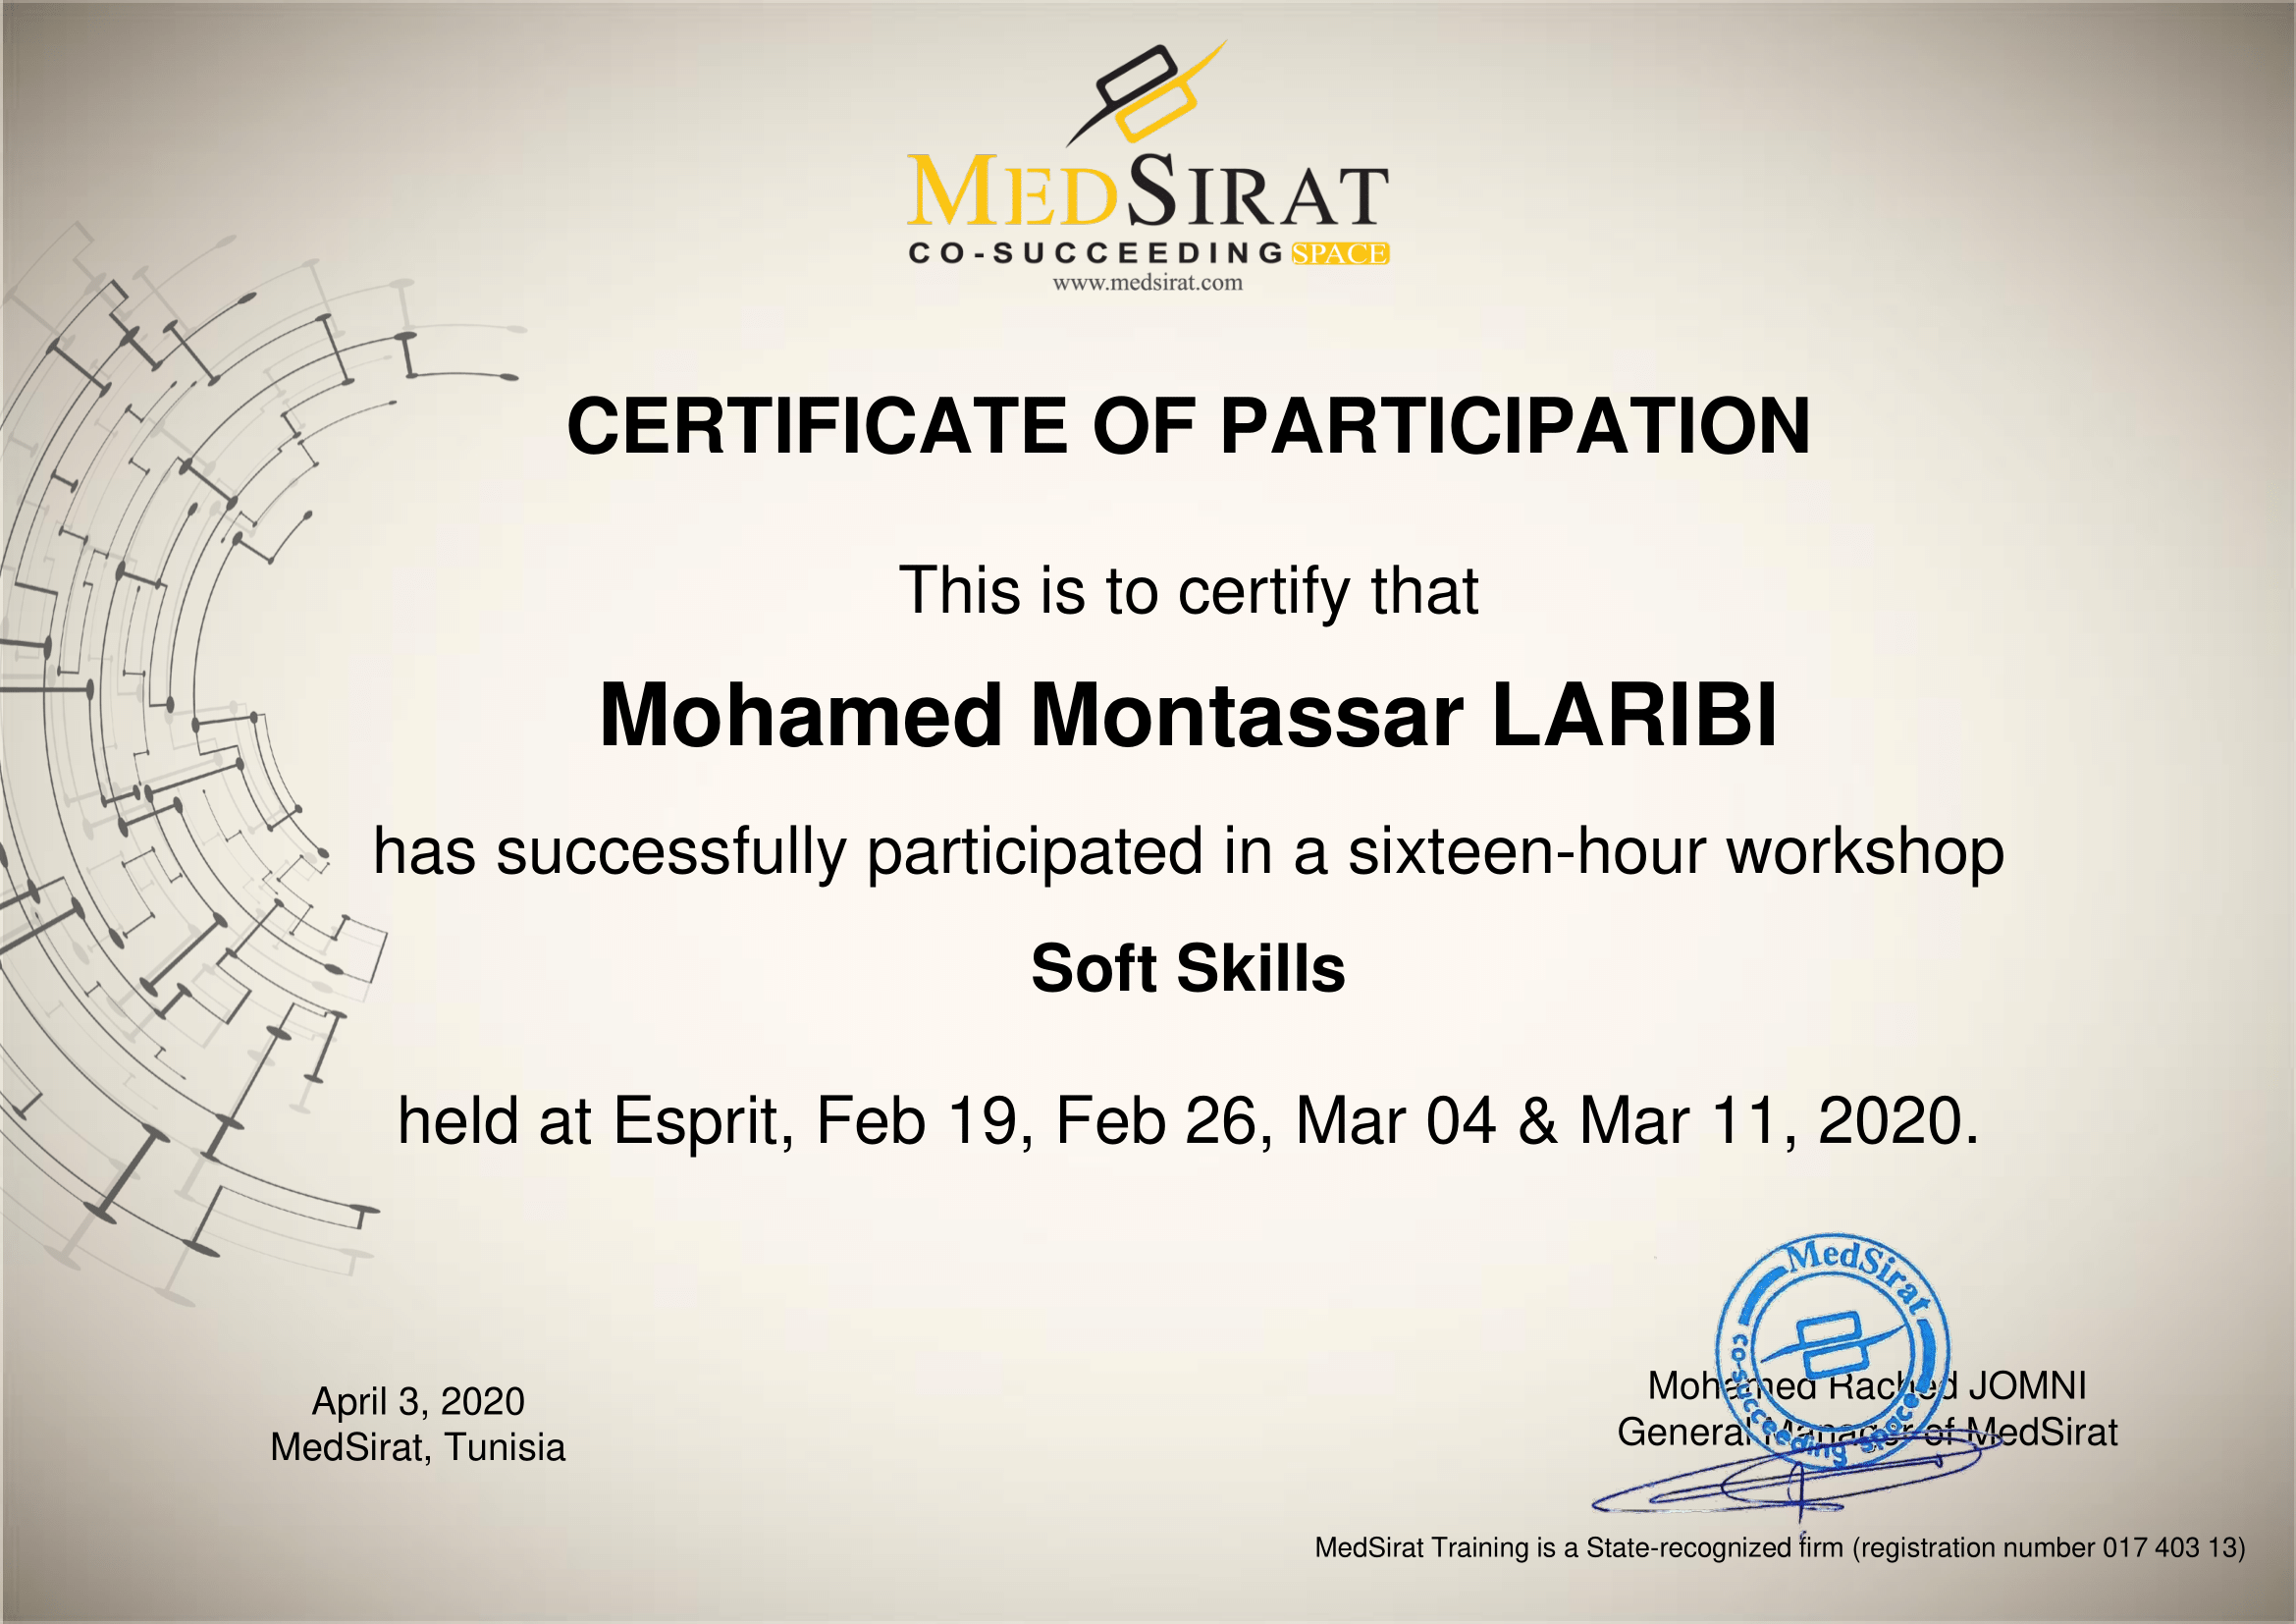 MEDSIRAT
CO-SUCCEEDING SPACE
www.medsirat.com
CERTIFICATE OF PARTICIPATION
This is to certify that
Mohamed Montassar LARIBI
has successfully participated in a sixteen-hour workshop
Soft Skills
held at Esprit, Feb 19, Feb 26, Mar 04 & Mar 11, 2020.
April 3, 2020
MedSirat, Tunisia
MedSirat
co-succeeding space
Mohamed Rached JOMNI
General Manager of MedSirat
MedSirat Training is a State-recognized firm (registration number 017 403 13)